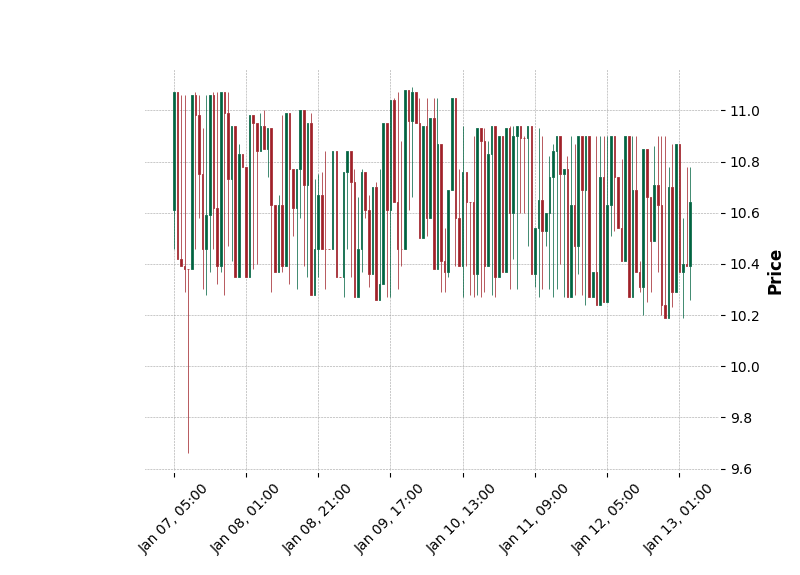 11.0
10.8
10.6
10.4
10.2
10.0
9.8
9.6
Price
Jan 07, 05:00
Jan 08, 01:00
Jan 08, 21:00
Jan 09, 17:00
Jan 10, 13:00
Jan 11, 09:00
Jan 12, 05:00
Jan 13, 01:00